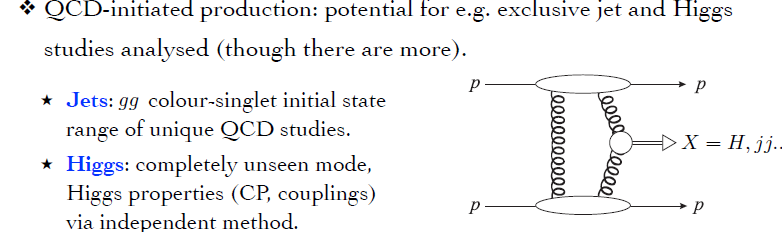 ❖ QCD-initiated production: potential for e.g. exclusive jet and Higgs
studies analysed (though there are more).
★ Jets: gg colour-singlet initial state
range of unique QCD studies.
★ Higgs: completely unseen mode,
Higgs properties (CP, couplings)
via independent method.
p p
X = H, jj..
p p